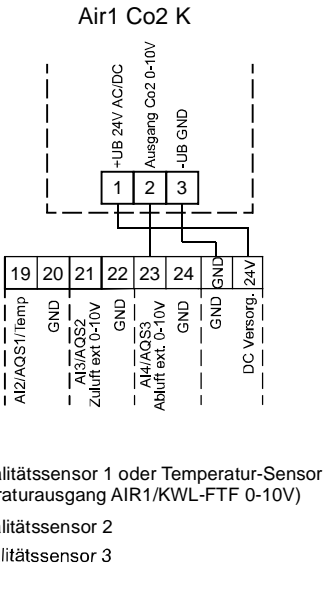 Air1 Co2 K
+UB 24V AC/DC
Ausgang Co2 0-10V
-UB GND
1 2 3
19 20 21 22 23 24 GND 24V
AI2/AQS1/Temp
GND
AI3/AQS2
Zuluft ext 0-10V
GND
AI4/AQS3
Abluft ext. 0-10V
GND
GND
DC Versorg.
alitätssensor 1 oder Temperatur-Sensor
raturausgang AIR1/KWL-FTF 0-10V)
alitätssensor 2
litätssensor 3